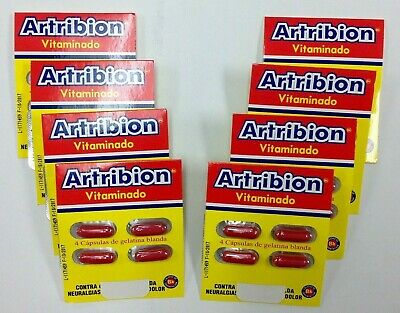 Artribion
Vitaminado
Artribion
Vitaminado
Artribion
Vitaminado
Artribion
Vitaminado
4 Cápsulas de gelatina blanda
CONTRA
NEURALGIAS
Artribion
Vitaminado
Artribion
Vitaminado
Artribion
Vitaminado
Artribion
Vitaminado
4 Cápsulas de gelatina blanda
CONTRA
DA
NEURALGIAS
DOLOR